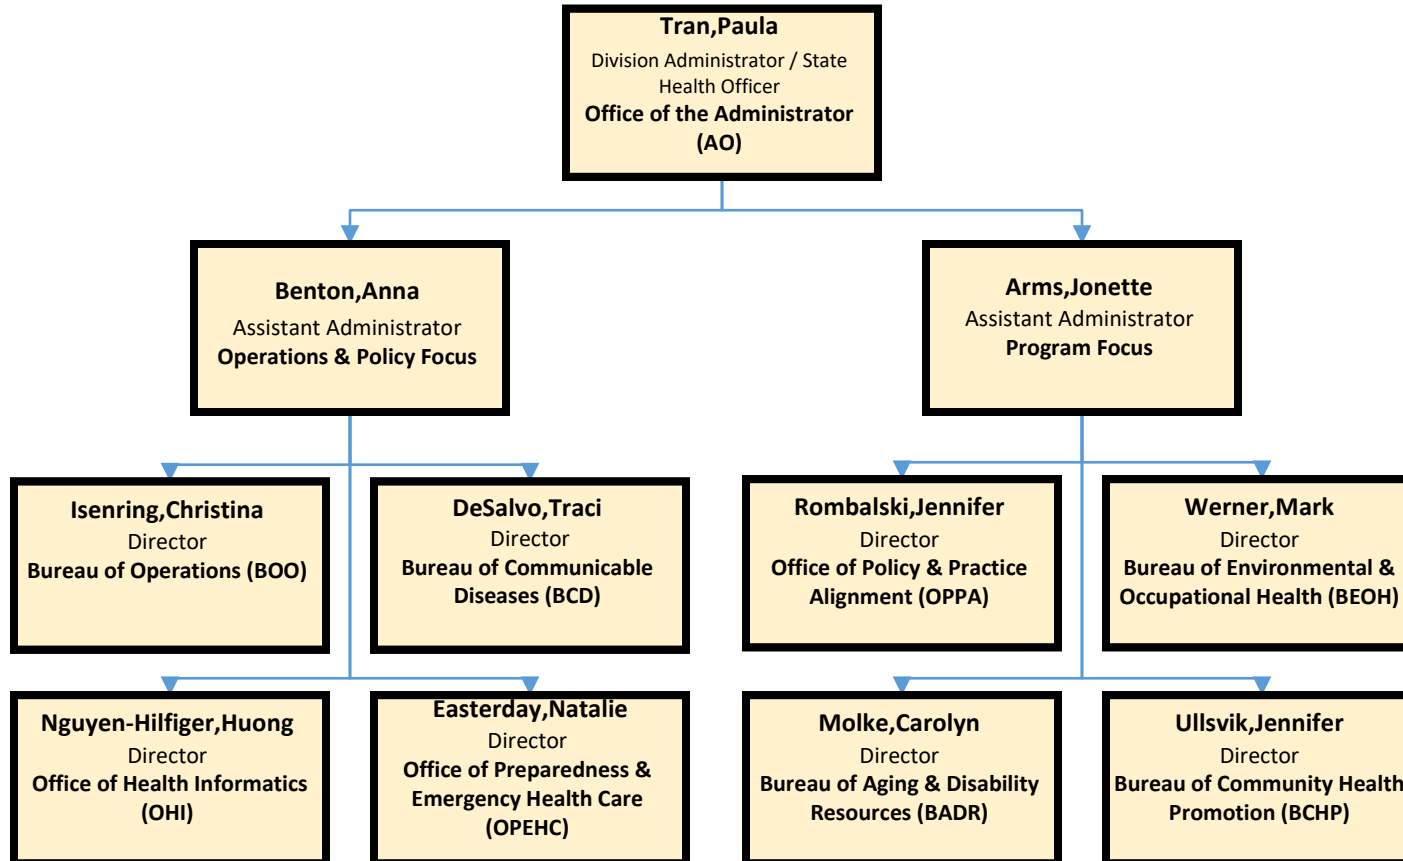 Tran,Paula
Division Administrator / State
Health Officer
Office of the Administrator
(AO)
Benton,Anna
Assistant Administrator
Operations & Policy Focus
Arms,Jonette
Assistant Administrator
Program Focus
Isenring,Christina
Director
Bureau of Operations (BOO)
DeSalvo,Traci
Director
Bureau of Communicable
Diseases (BCD)
Rombalski,Jennifer
Director
Office of Policy & Practice
Alignment (OPPA)
Werner,Mark
Director
Bureau of Environmental &
Occupational Health (BEOH)
Nguyen-Hilfiger,Huong
Director
Office of Health Informatics
(OHI)
Easterday,Natalie
Director
Office of Preparedness &
Emergency Health Care
(OPEHC)
Molke,Carolyn
Director
Bureau of Aging & Disability
Resources (BADR)
Ullsvik,Jennifer
Director
Bureau of Community Health
Promotion (BCHP)